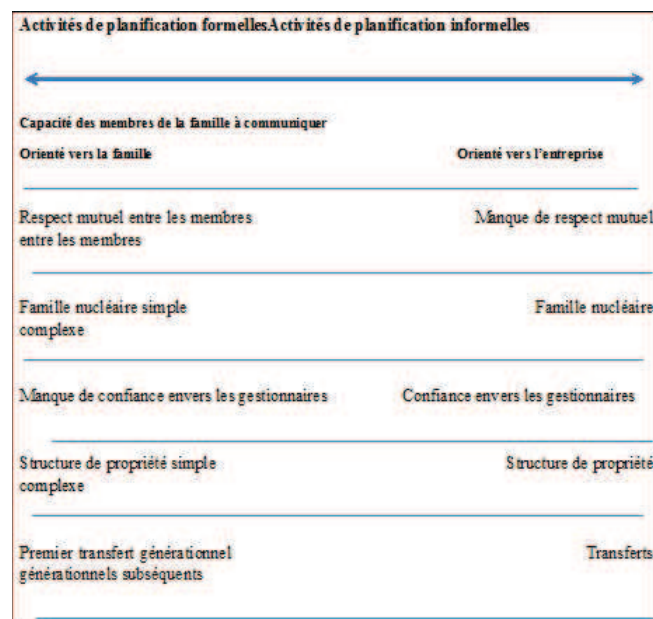 Activités de planification formellesActivités de planification informelles
Capacité des membres de la famille à communiquer
Orienté vers la famille Orienté vers l'entreprise
Respect mutuel entre les membres Manque de respect mutuel
entre les membres
Famille nucléaire simple Famille nucléaire
complexe
Manque de confiance envers les gestionnaires Confiance envers les gestionnaires
Structure de propriété simple Structure de propriété
complexe
Premier transfert générationnel Transferts
générationnels subséquents